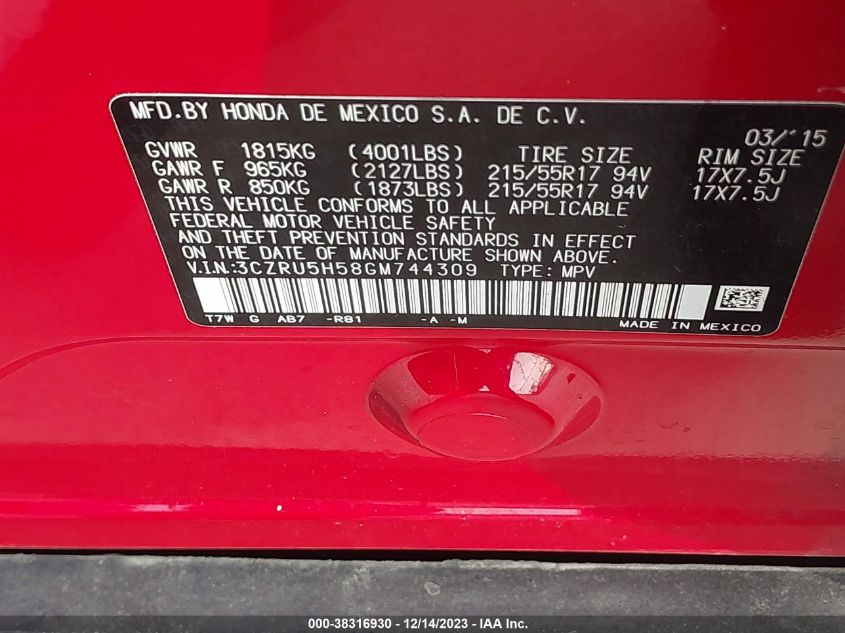 MFD.BY HONDA DE MEXICO S.A. DE C.V.
03/'15
GVWR 1815KG (4001LBS) TIRE SIZE RIM SIZE
GAWR F 965KG (2127LBS) 215/55R17 94V 17X7.5J
GAWR R 850KG (1873LBS) 215/55R17 94V 17X7.5J
THIS VEHICLE CONFORMS TO ALL APPLICABLE
FEDERAL MOTOR VEHICLE SAFETY
AND THEFT PREVENTION STANDARDS IN EFFECT
ON THE DATE OF MANUFACTURE SHOWN ABOVE.
V.I.N:3CZRU5H58GM744309 TYPE: MPV
T7W G AB7 -R81 -A -M
MADE IN MEXICO
000-38316930 - 12/14/2023 - IAA Inc.